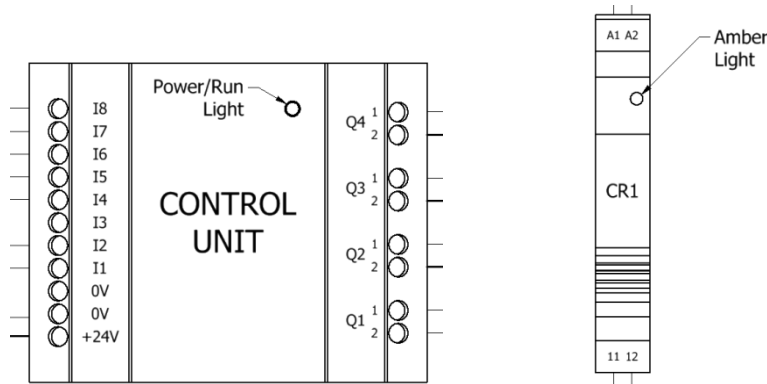 Power/Run
Light
I8
I7
I6
I5
I4
I3
I2
I1
0V
0V
+24V
CONTROL
UNIT
Q4 1
2
Q3 1
2
Q2 1
2
Q1 1
2
A1 A2
Amber
Light
CR1
11 12